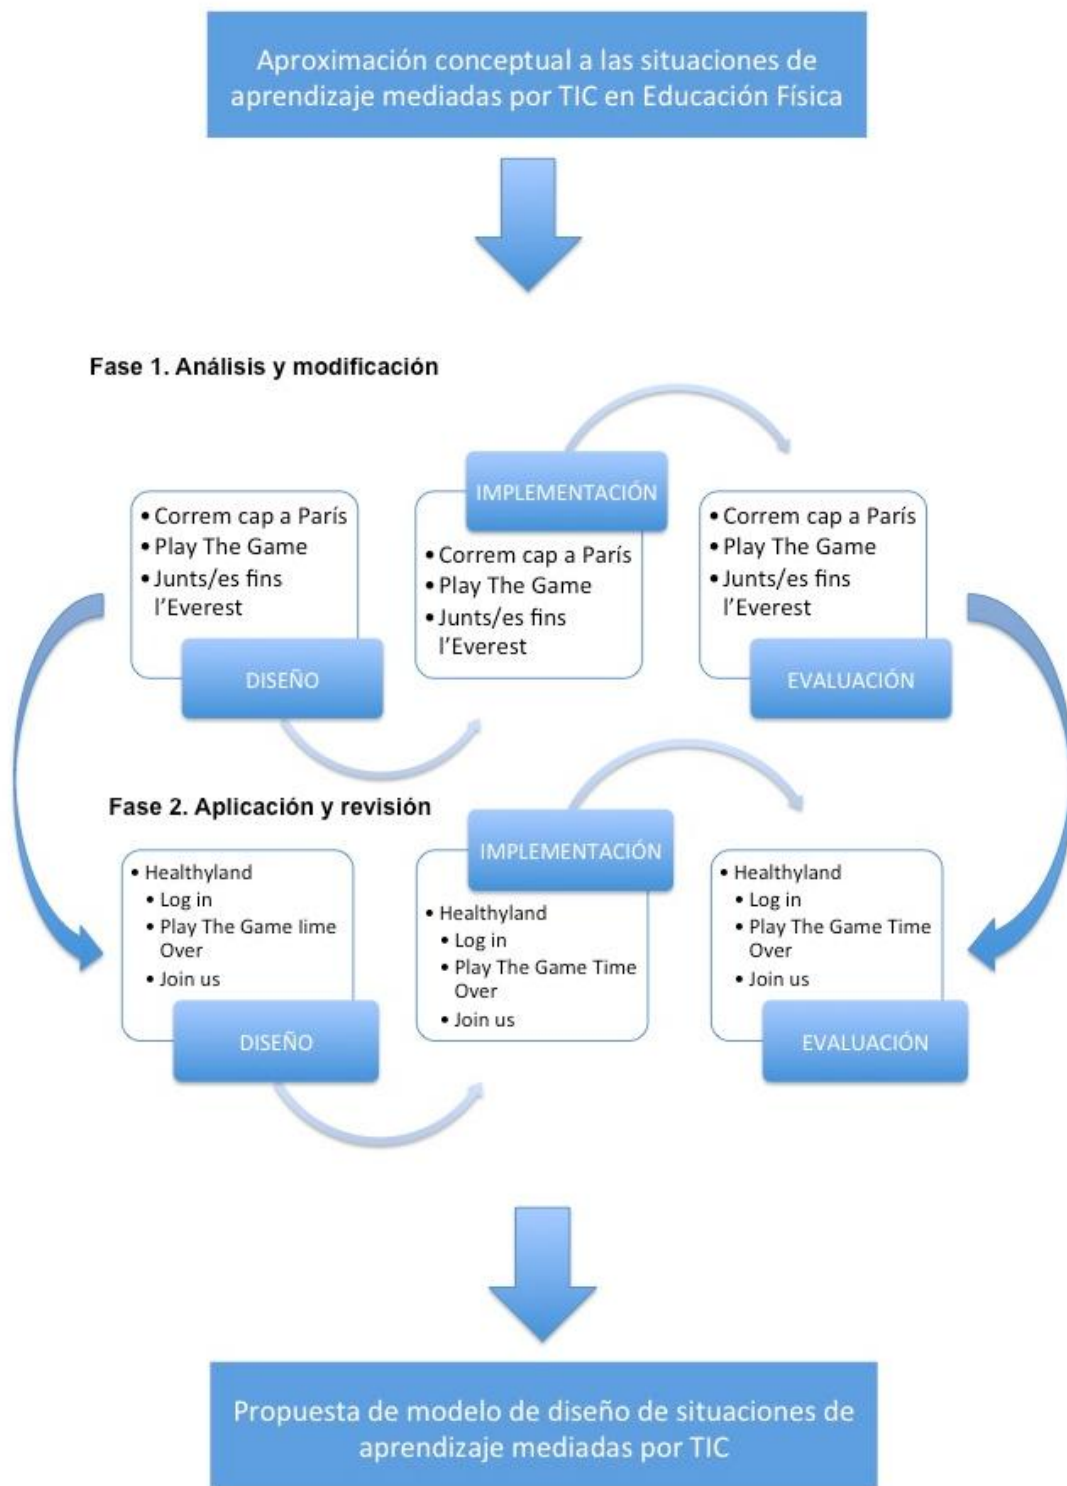 Aproximación conceptual a las situaciones de
aprendizaje mediadas por TIC en Educación Física
Fase 1. Análisis y modificación
• Correm cap a París
• Play The Game
• Junts/es fins
l’Everest
DISEÑO
IMPLEMENTACIÓN
• Correm cap a París
• Play The Game
• Junts/es fins
l’Everest
• Correm cap a París
• Play The Game
• Junts/es fins
l’Everest
EVALUACIÓN
Fase 2. Aplicación y revisión
• Healthyland
• Log in
• Play The Game Iime
Over
• Join us
DISEÑO
IMPLEMENTACIÓN
• Healthyland
• Log in
• Play The Game Time
Over
• Join us
• Healthyland
• Log in
• Play The Game Time
Over
• Join us
EVALUACIÓN
Propuesta de modelo de diseño de situaciones de
aprendizaje mediadas por TIC